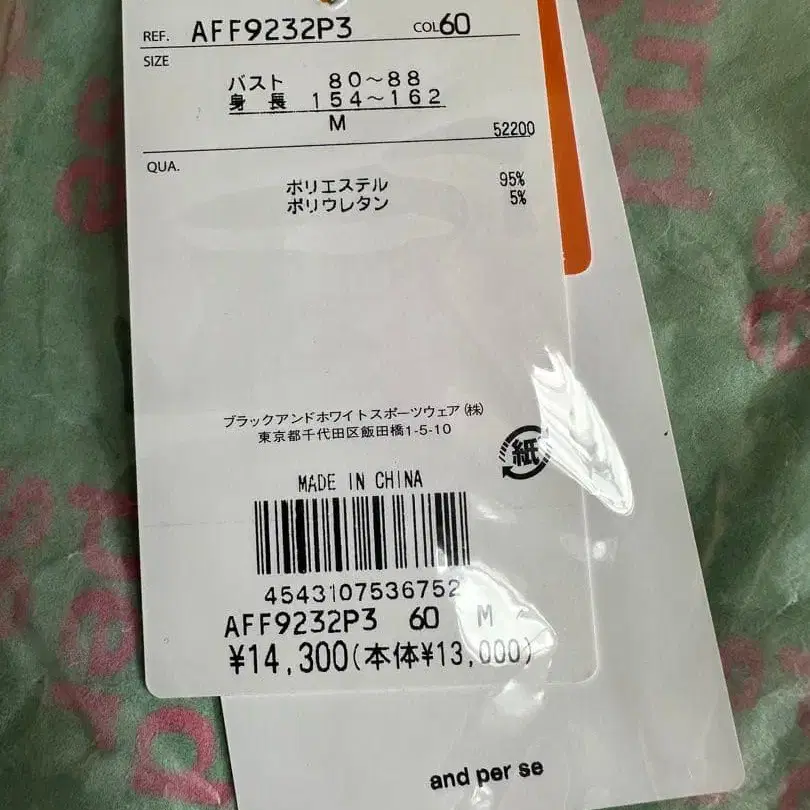 REF. AFF9232P3 COL 60
SIZE
バスト 80～88
身 長 154～162
M
52200
QUA.
ポリエステル 95%
ポリウレタン 5%
ブラックアンドホワイトスポーツウェア(株)
東京都千代田区飯田橋1-5-10
紙
MADE IN CHINA
4543107536752
AFF9232P3 60 M
¥14,300(本体¥13,000)
and per se